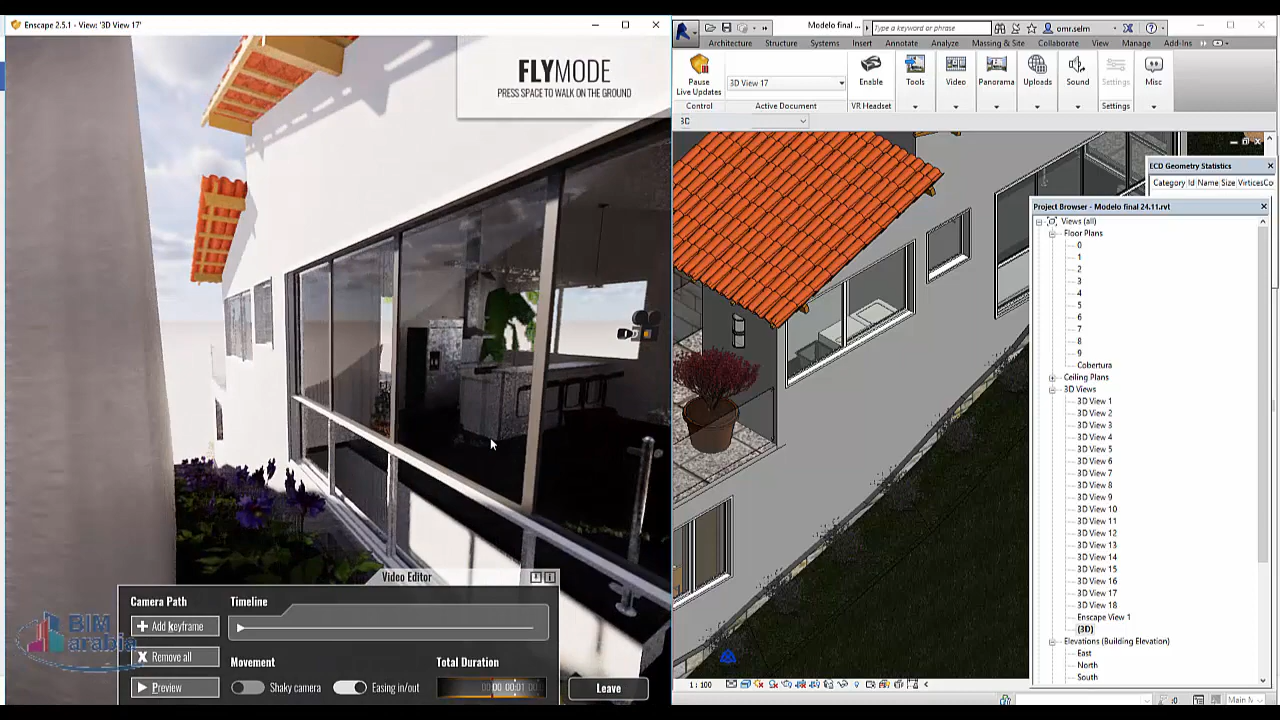 Enscape 2.5.1 - View: '3D View 17'
FLYMODE
PRESS SPACE TO WALK ON THE GROUND
Video Editor
Camera Path
Timeline
Add keyframe
Remove all
Preview
Movement
Shaky camera
Easing in/out
Total Duration
Leave
BIM
arabia
Modelo final ...
Type a keyword or phrase
omr.selm
Architecture Structure Systems Insert Annotate Analyze Massing & Site Collaborate View Manage Add-Ins
Pause
Live Updates
3D View 17
Enable
Tools
Video
Panorama
Uploads
Sound
Settings
Misc
Control
Active Document
VR Headset
Settings
3D
ECD Geometry Statistics
Category Id Name Size VirticesCo
Project Browser - Modelo final 24.11.rvt
Views (all)
Floor Plans
0
1
2
3
4
5
6
7
8
9
Cobertura
Ceiling Plans
3D Views
3D View 1
3D View 2
3D View 3
3D View 4
3D View 5
3D View 6
3D View 7
3D View 8
3D View 9
3D View 10
3D View 11
3D View 12
3D View 13
3D View 14
3D View 15
3D View 16
3D View 17
3D View 18
Enscape View 1
{3D}
Elevations (Building Elevation)
East
North
South
1 : 100
:0
Main M